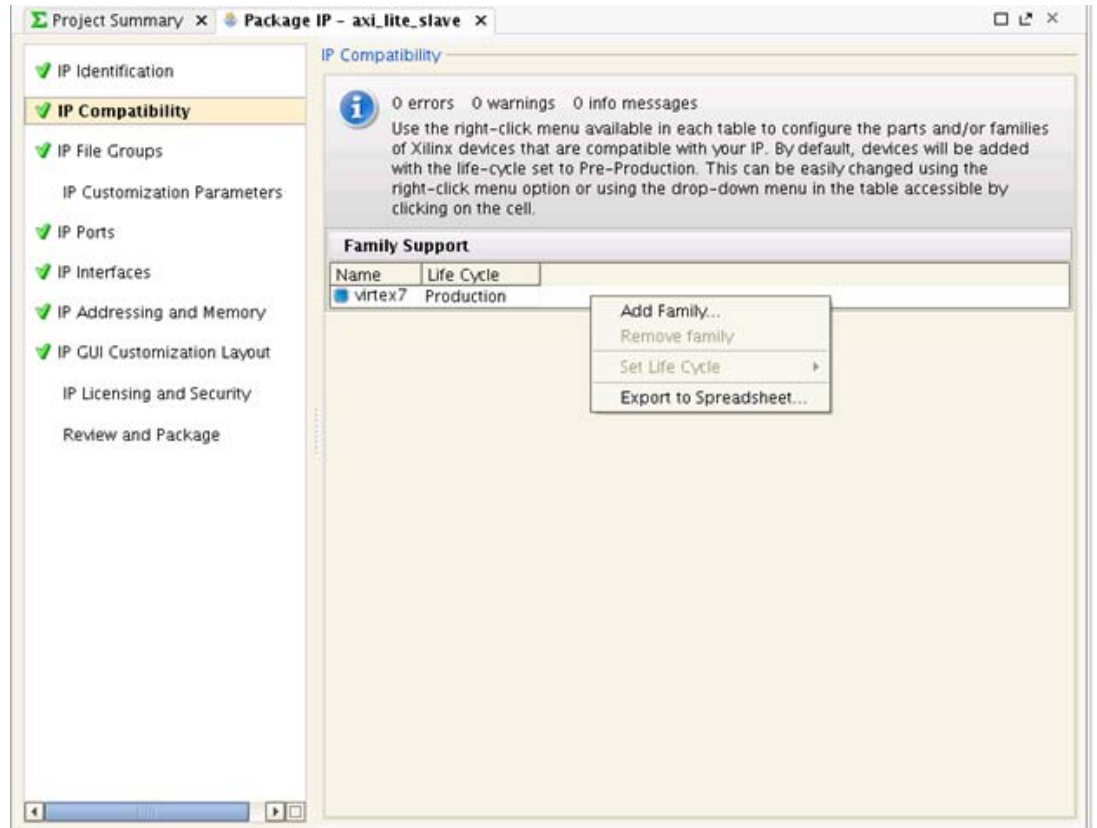 Project Summary
Package IP - axi_lite_slave
IP Identification
IP Compatibility
IP File Groups
IP Customization Parameters
IP Ports
IP Interfaces
IP Addressing and Memory
IP GUI Customization Layout
IP Licensing and Security
Review and Package
IP Compatibility
0 errors 0 warnings 0 info messages
Use the right-click menu available in each table to configure the parts and/or families
of Xilinx devices that are compatible with your IP. By default, devices will be added
with the life-cycle set to Pre-Production. This can be easily changed using the
right-click menu option or using the drop-down menu in the table accessible by
clicking on the cell.
Family Support
Name Life Cycle
virtex7 Production
Add Family...
Remove family
Set Life Cycle
Export to Spreadsheet...